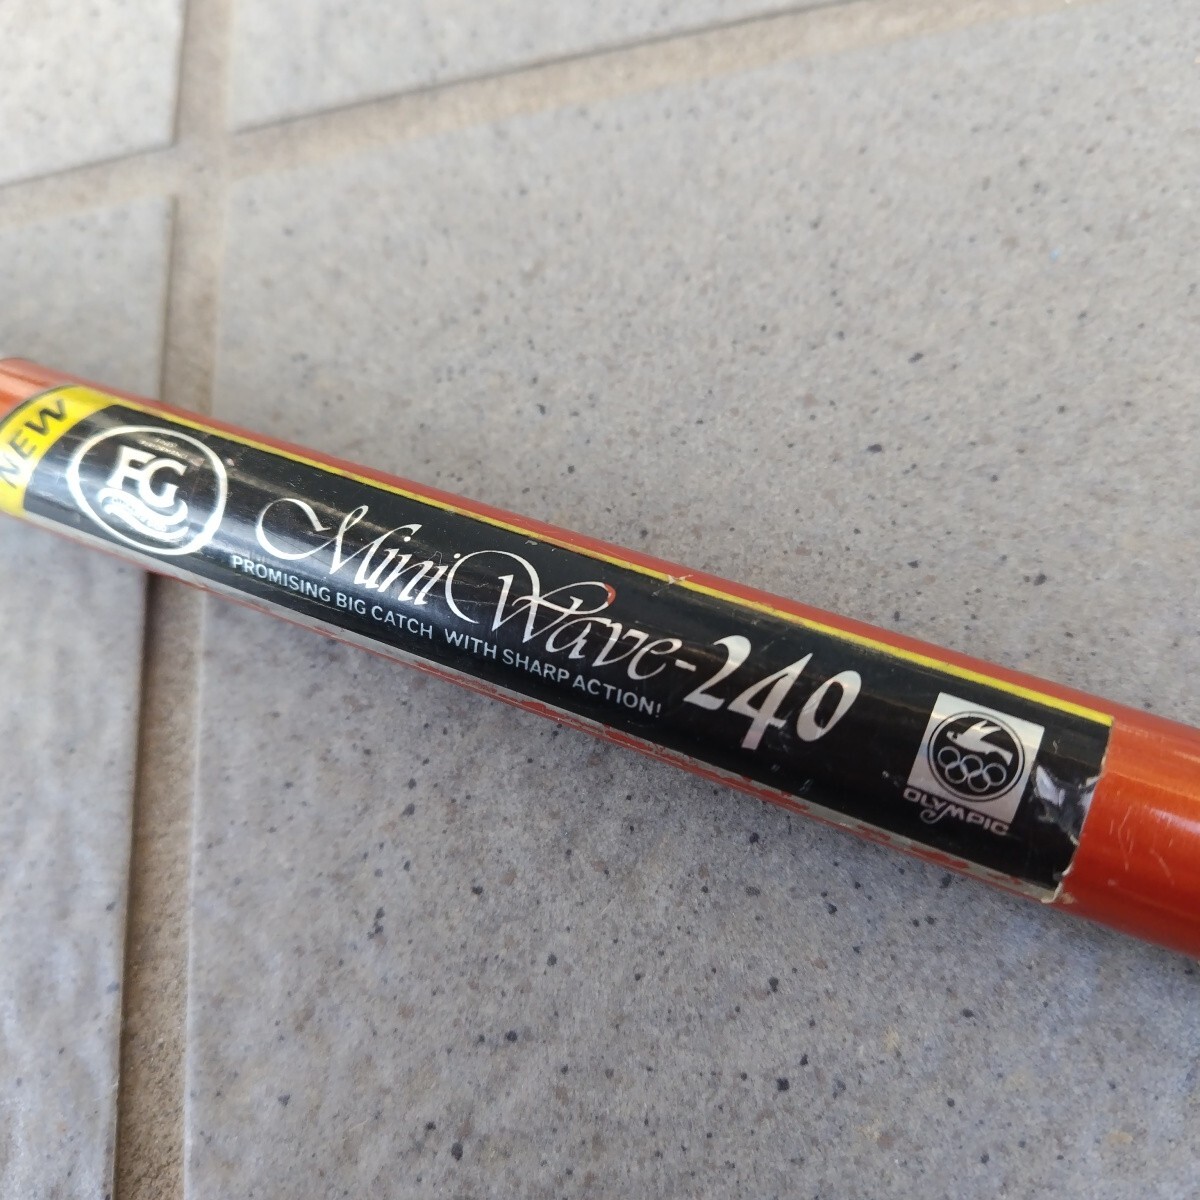 NEW
FG
Mini Wave-240
PROMISING BIG CATCH WITH SHARP ACTION!
OLYMPIC